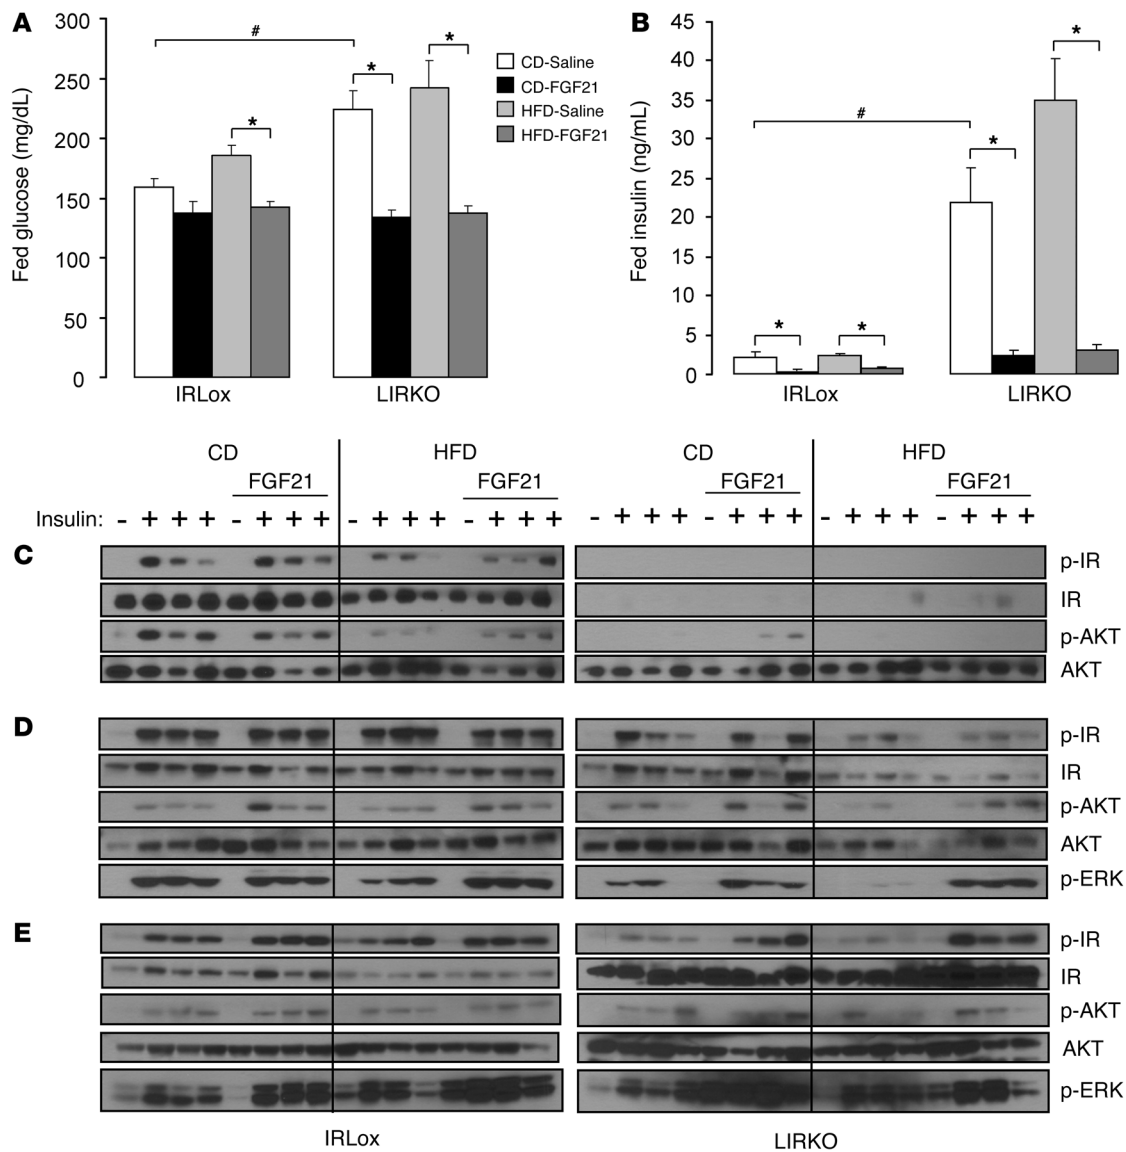 A
Fed glucose (mg/dL)
300
250
200
150
100
50
0
#
*
*
*
CD-Saline
CD-FGF21
HFD-Saline
HFD-FGF21
IRLox
LIRKO
B
Fed insulin (ng/mL)
45
40
35
30
25
20
15
10
5
0
#
*
*
*
*
IRLox
LIRKO
CD HFD CD HFD
FGF21 FGF21 FGF21 FGF21
Insulin: - + + + - + + + - + + + - + + + - + + + - + + + - + + + - + + +
C
p-IR
IR
p-AKT
AKT
D
p-IR
IR
p-AKT
AKT
p-ERK
E
p-IR
IR
p-AKT
AKT
p-ERK
IRLox LIRKO